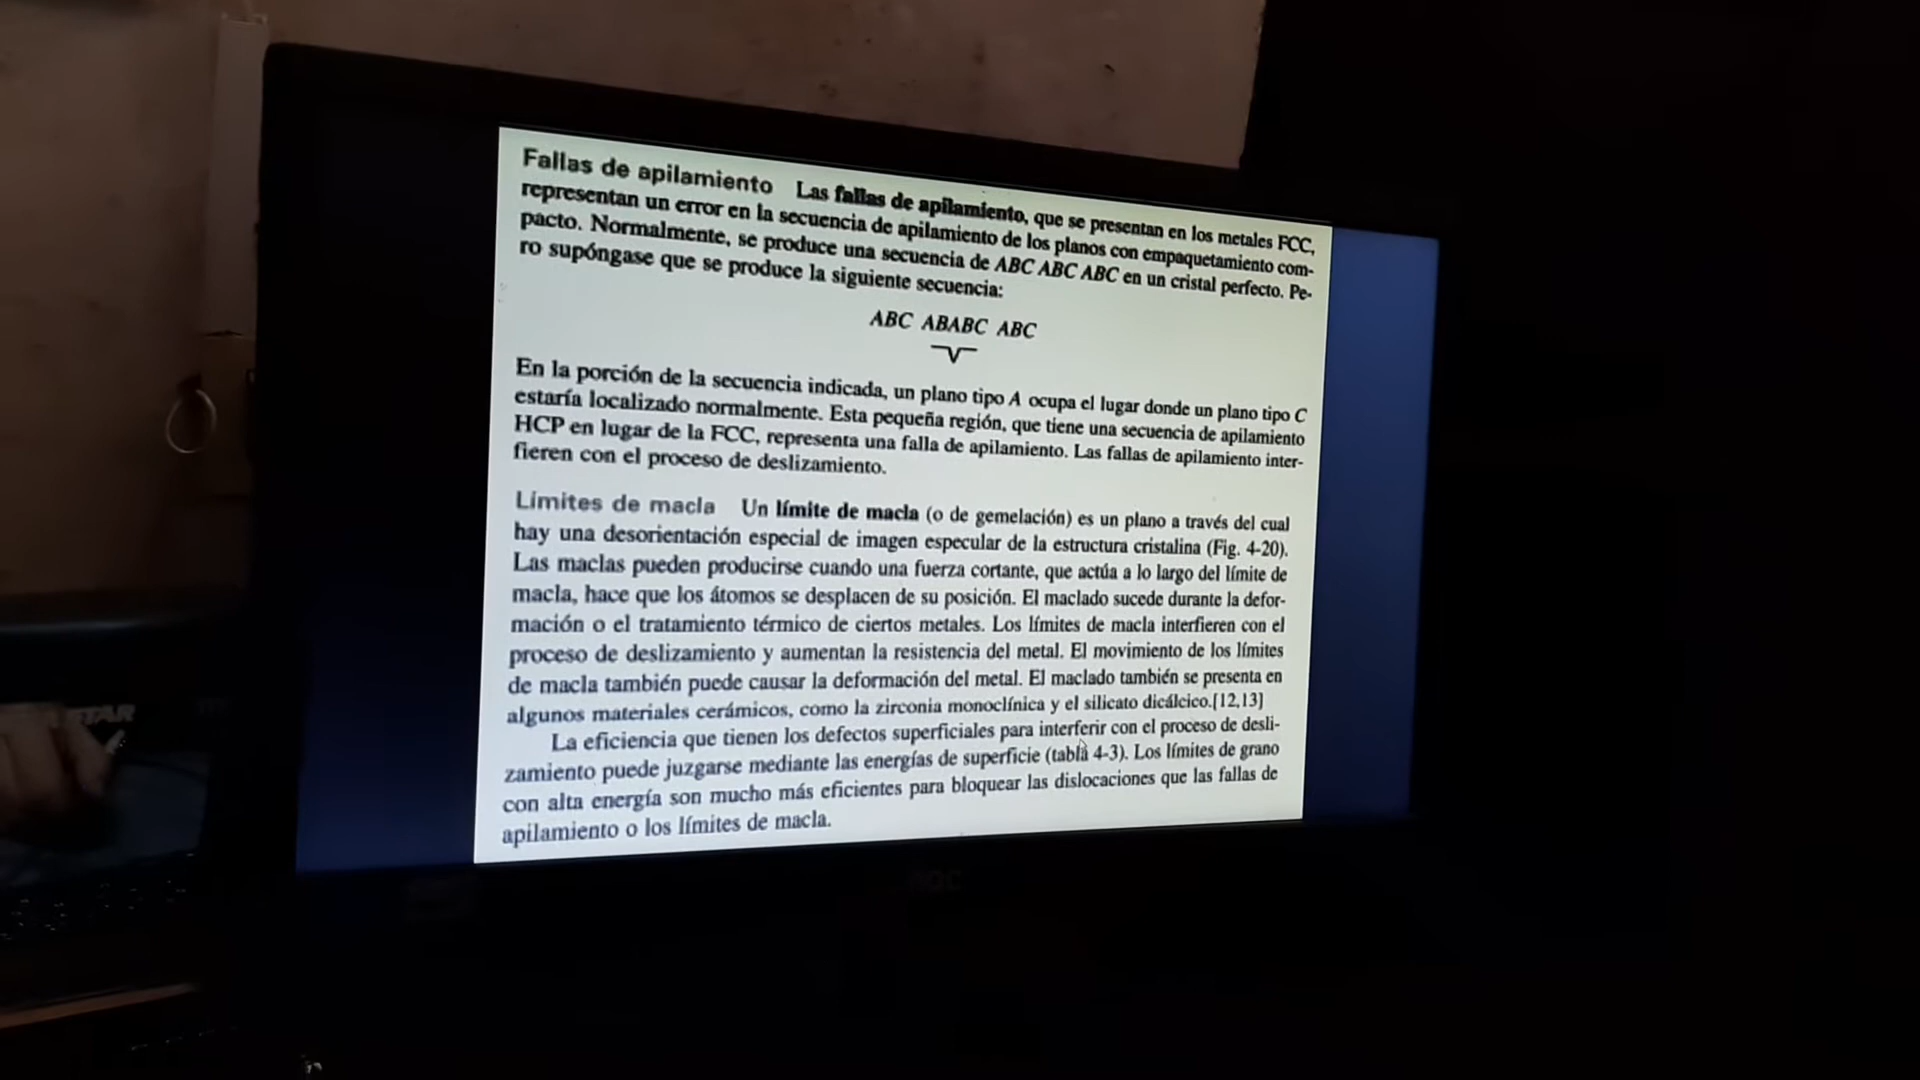 Fallas de apilamiento Las fallas de apilamiento, que se presentan en los metales FCC,
representan un error en la secuencia de apilamiento de los planos con empaquetamiento com-
pacto. Normalmente, se produce una secuencia de ABC ABC ABC en un cristal perfecto. Pe-
ro supóngase que se produce la siguiente secuencia:
ABC ABABC ABC
En la porción de la secuencia indicada, un plano tipo A ocupa el lugar donde un plano tipo C
estaría localizado normalmente. Esta pequeña región, que tiene una secuencia de apilamiento
HCP en lugar de la FCC, representa una falla de apilamiento. Las fallas de apilamiento inter-
fieren con el proceso de deslizamiento.
Límites de macla Un límite de macla (o de gemelación) es un plano a través del cual
hay una desorientación especial de imagen especular de la estructura cristalina (Fig. 4-20).
Las maclas pueden producirse cuando una fuerza cortante, que actúa a lo largo del límite de
macla, hace que los átomos se desplacen de su posición. El maclado sucede durante la defor-
mación o el tratamiento térmico de ciertos metales. Los límites de macla interfieren con el
proceso de deslizamiento y aumentan la resistencia del metal. El movimiento de los límites
de macla también puede causar la deformación del metal. El maclado también se presenta en
algunos materiales cerámicos, como la zirconia monoclínica y el silicato dicálcico.[12,13]
La eficiencia que tienen los defectos superficiales para interferir con el proceso de desli-
zamiento puede juzgarse mediante las energías de superficie (tabla 4-3). Los límites de grano
con alta energía son mucho más eficientes para bloquear las dislocaciones que las fallas de
apilamiento o los límites de macla.